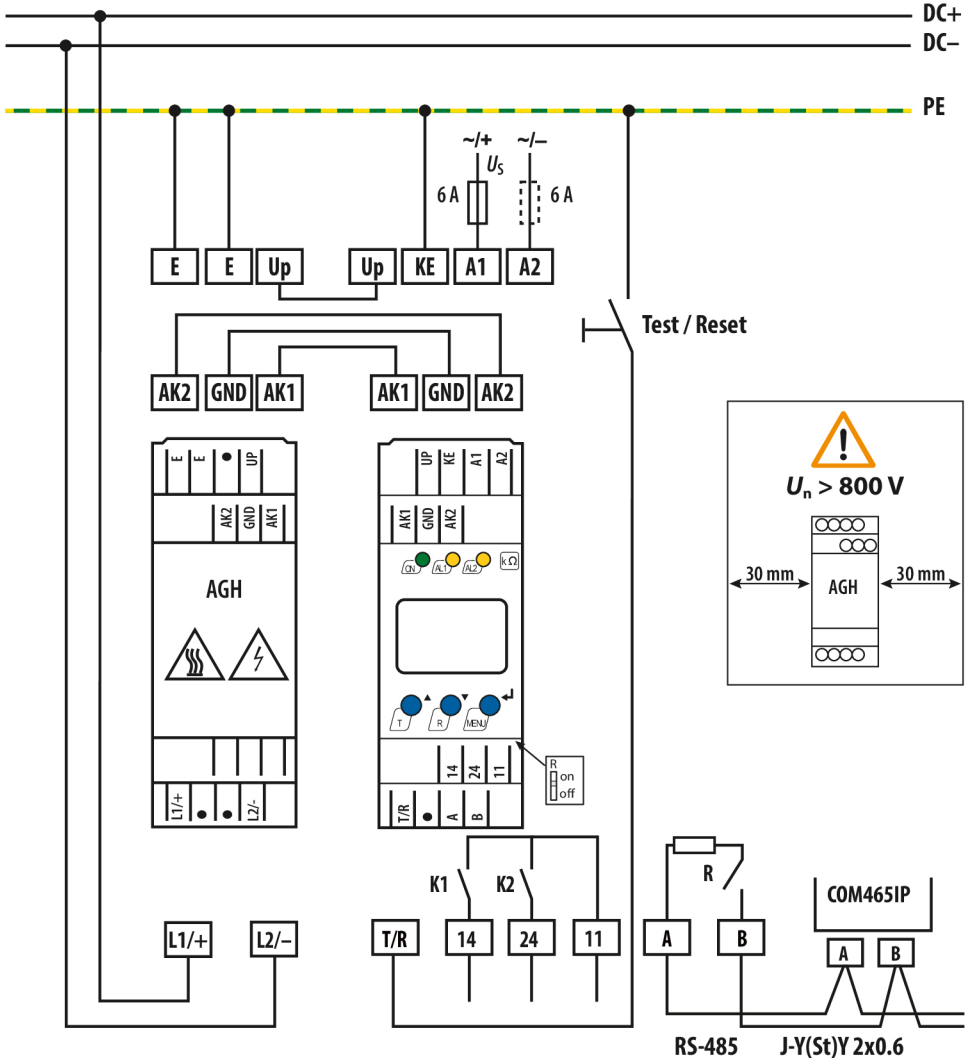 DC+
DC–
PE
~/+ ~/–
US
6 A 6 A
E E Up Up KE A1 A2
Test / Reset
AK2 GND AK1 AK1 GND AK2
E E UP UP KE A1 A2
AK2 GND AK1 AK1 GND AK2
ON AL1 AL2 kΩ
AGH
T R MENU
14 24 11
R
on
off
L1/+ L2/- T/R A B
Un > 800 V
30 mm AGH 30 mm
K1 K2
R
COM465IP
L1/+ L2/– T/R 14 24 11 A B
A B
RS-485 J-Y(St)Y 2x0.6